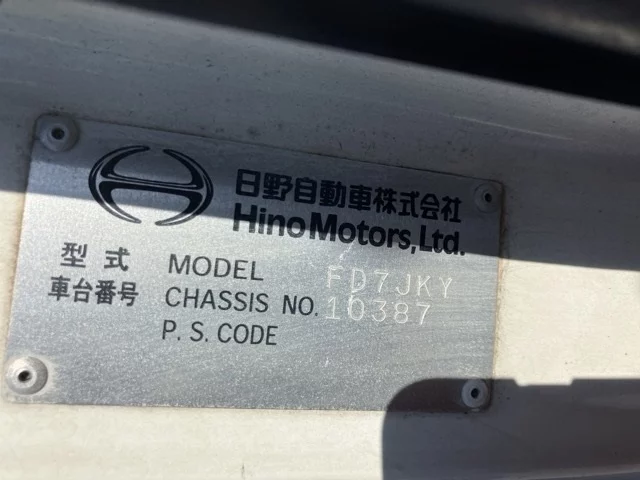 日野自動車株式会社
Hino Motors, Ltd.
型式 MODEL FD7JKY
車台番号 CHASSIS NO. 10387
P. S. CODE